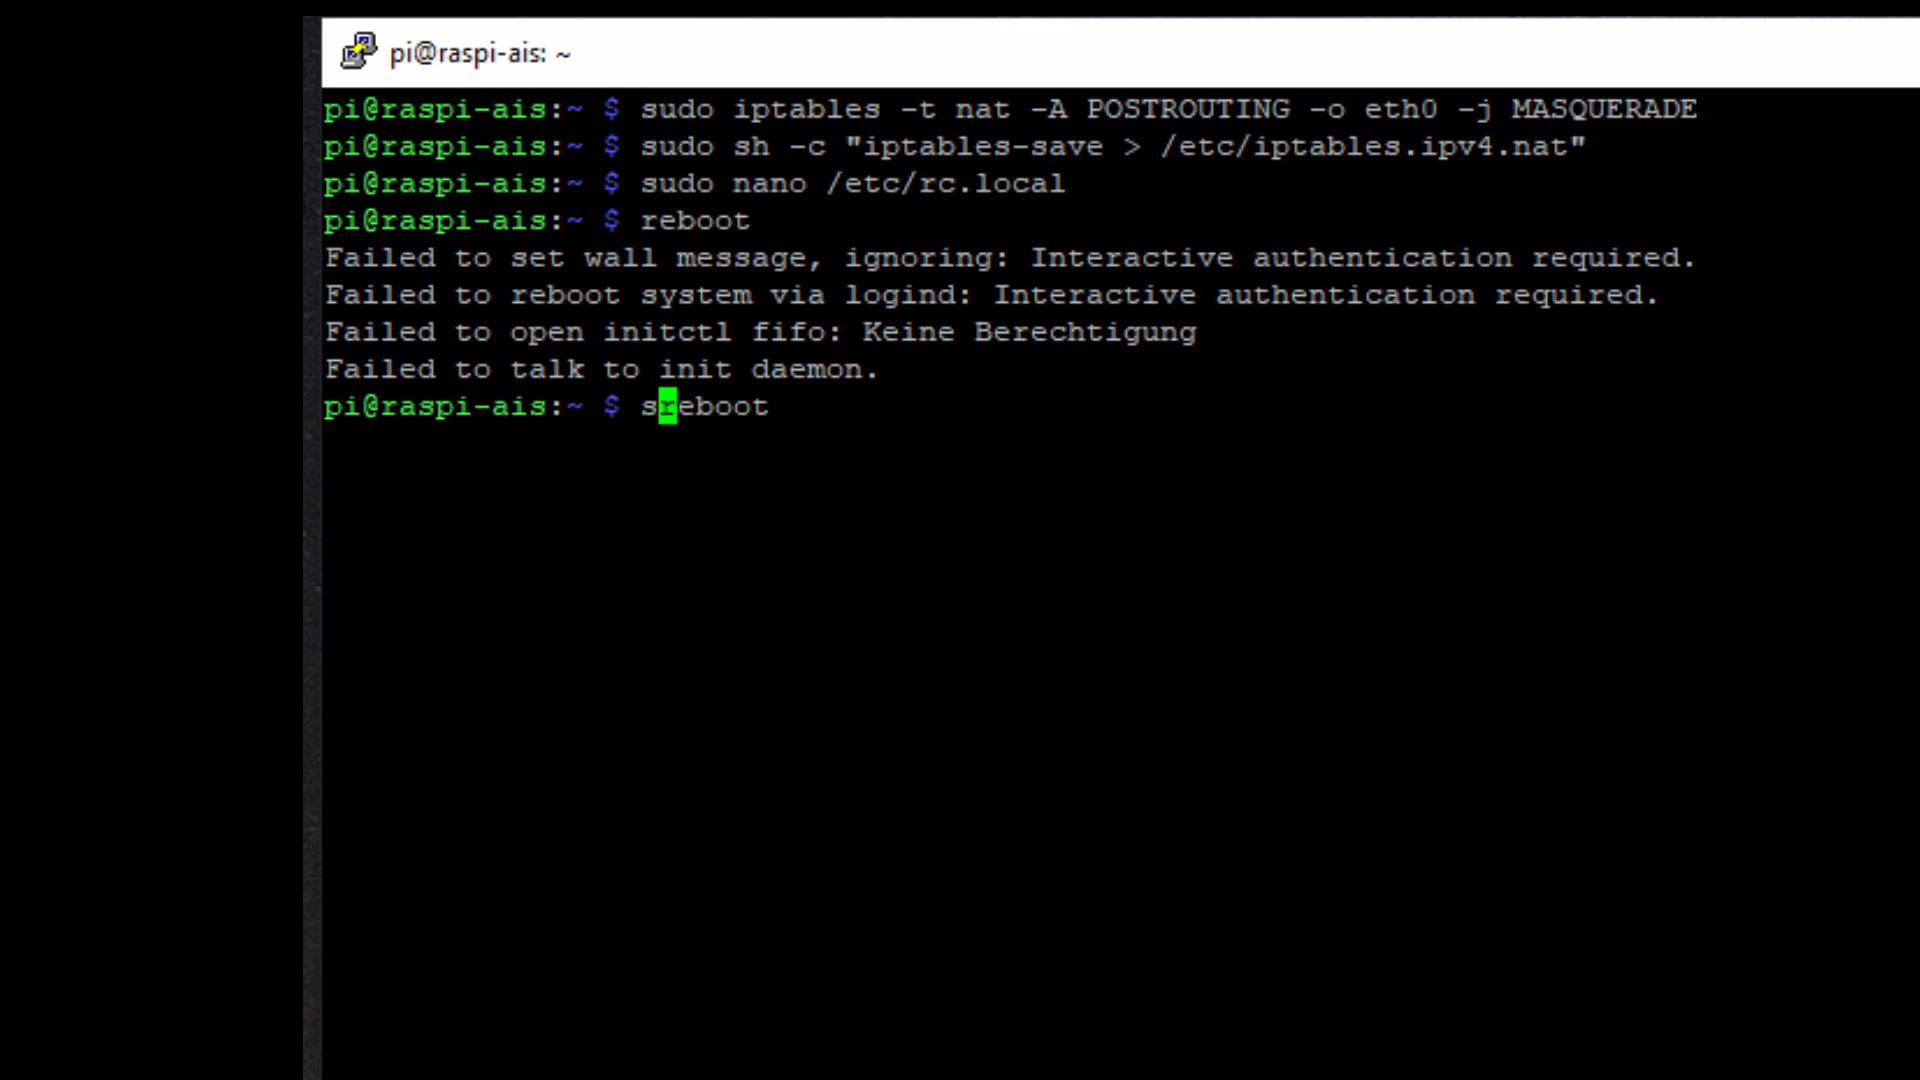 pi@raspi-ais: ~
pi@raspi-ais:~ $ sudo iptables -t nat -A POSTROUTING -o eth0 -j MASQUERADE
pi@raspi-ais:~ $ sudo sh -c "iptables-save > /etc/iptables.ipv4.nat"
pi@raspi-ais:~ $ sudo nano /etc/rc.local
pi@raspi-ais:~ $ reboot
Failed to set wall message, ignoring: Interactive authentication required.
Failed to reboot system via logind: Interactive authentication required.
Failed to open initctl fifo: Keine Berechtigung
Failed to talk to init daemon.
pi@raspi-ais:~ $ sreboot